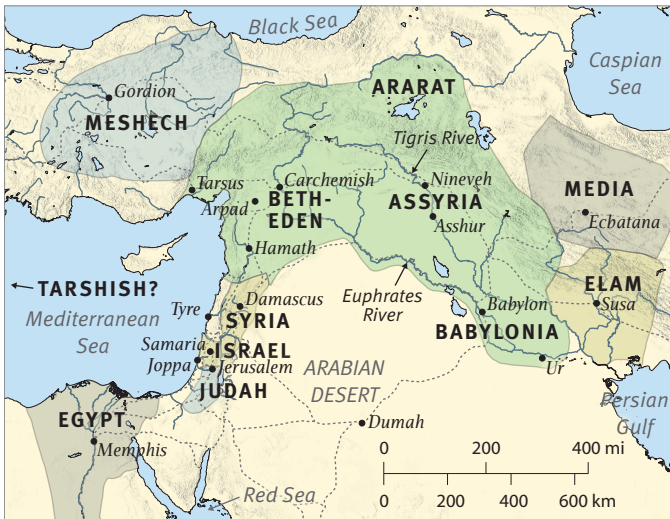 Black Sea
Caspian
Sea
ARARAT
Gordion
MESHECH
Tigris River
Tarsus
Carchemish
Nineveh
MEDIA
Arpad
BETH-
EDEN
ASSYRIA
Asshur
Ecbatana
Hamath
ELAM
TARSHISH?
Mediterranean
Sea
Tyre
Damascus
SYRIA
Euphrates
River
Babylon
BABYLONIA
Susa
Samaria
ISRAEL
Joppa
Jerusalem
JUDAH
ARABIAN
DESERT
Ur
EGYPT
Memphis
Dumah
Persian
Gulf
Red Sea
0 200 400 mi
0 200 400 600 km